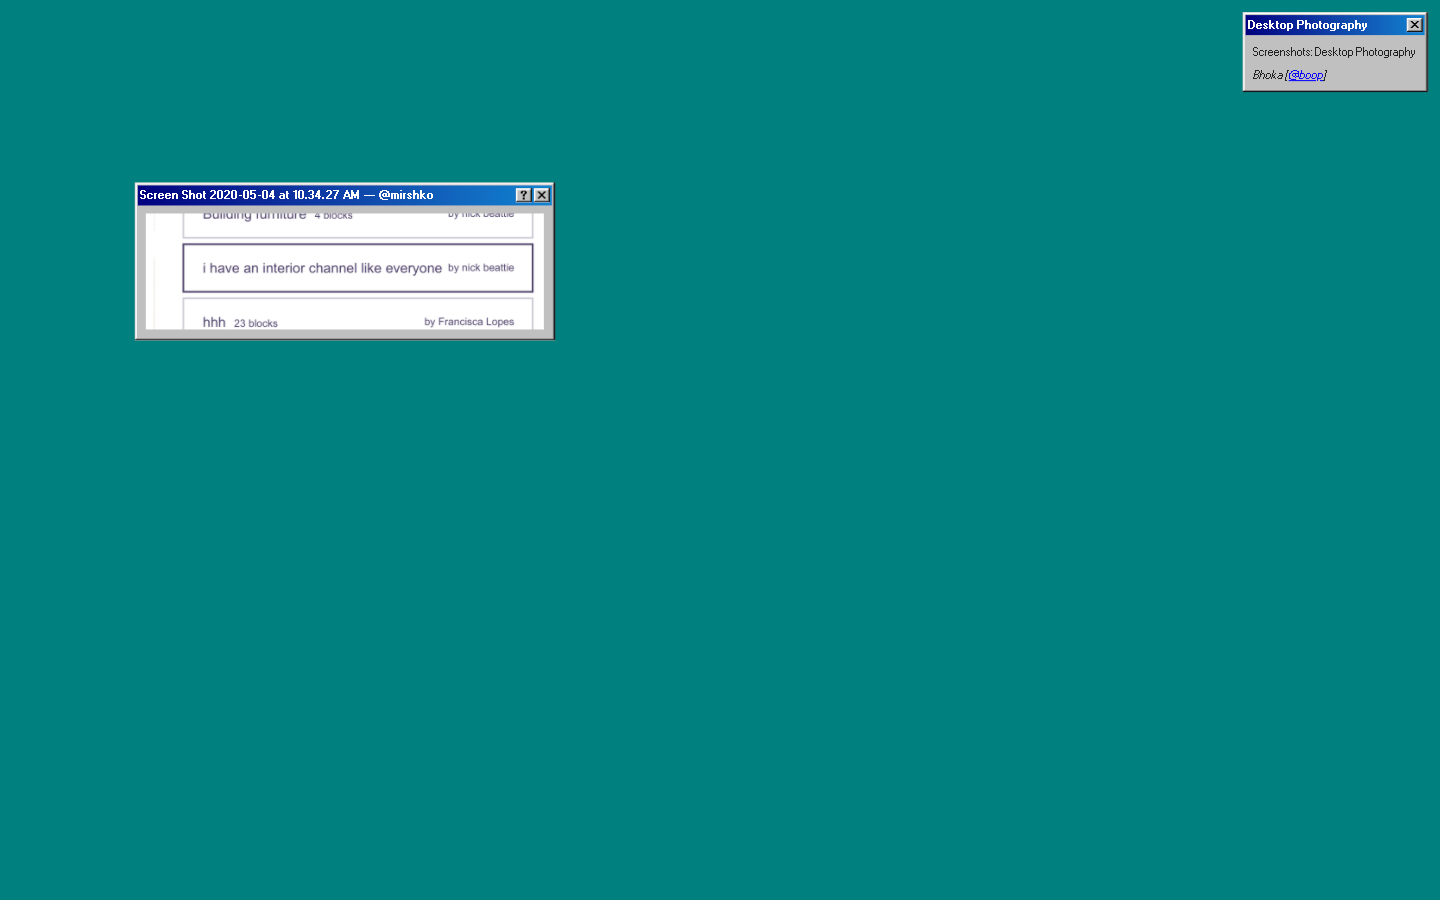 Desktop Photography
Screenshots: Desktop Photography
Bhoka [@boop]
Screen Shot 2020-05-04 at 10.34.27 AM — @mirshko
Building furniture 4 blocks by nick beattie
i have an interior channel like everyone by nick beattie
hhh 23 blocks by Francisca Lopes